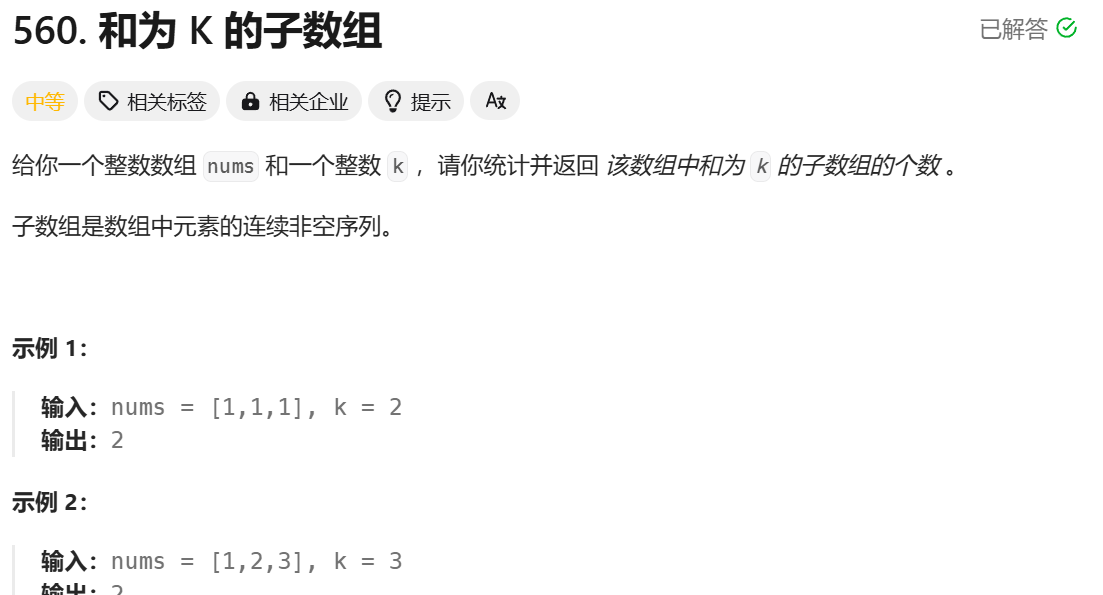 560. 和为 K 的子数组
已解答
中等 相关标签 相关企业 提示 Aあ
给你一个整数数组 nums 和一个整数 k ，请你统计并返回 该数组中和为 k 的子数组的个数 。
子数组是数组中元素的连续非空序列。
示例 1：
输入：nums = [1,1,1], k = 2
输出：2
示例 2：
输入：nums = [1,2,3], k = 3
输出：2